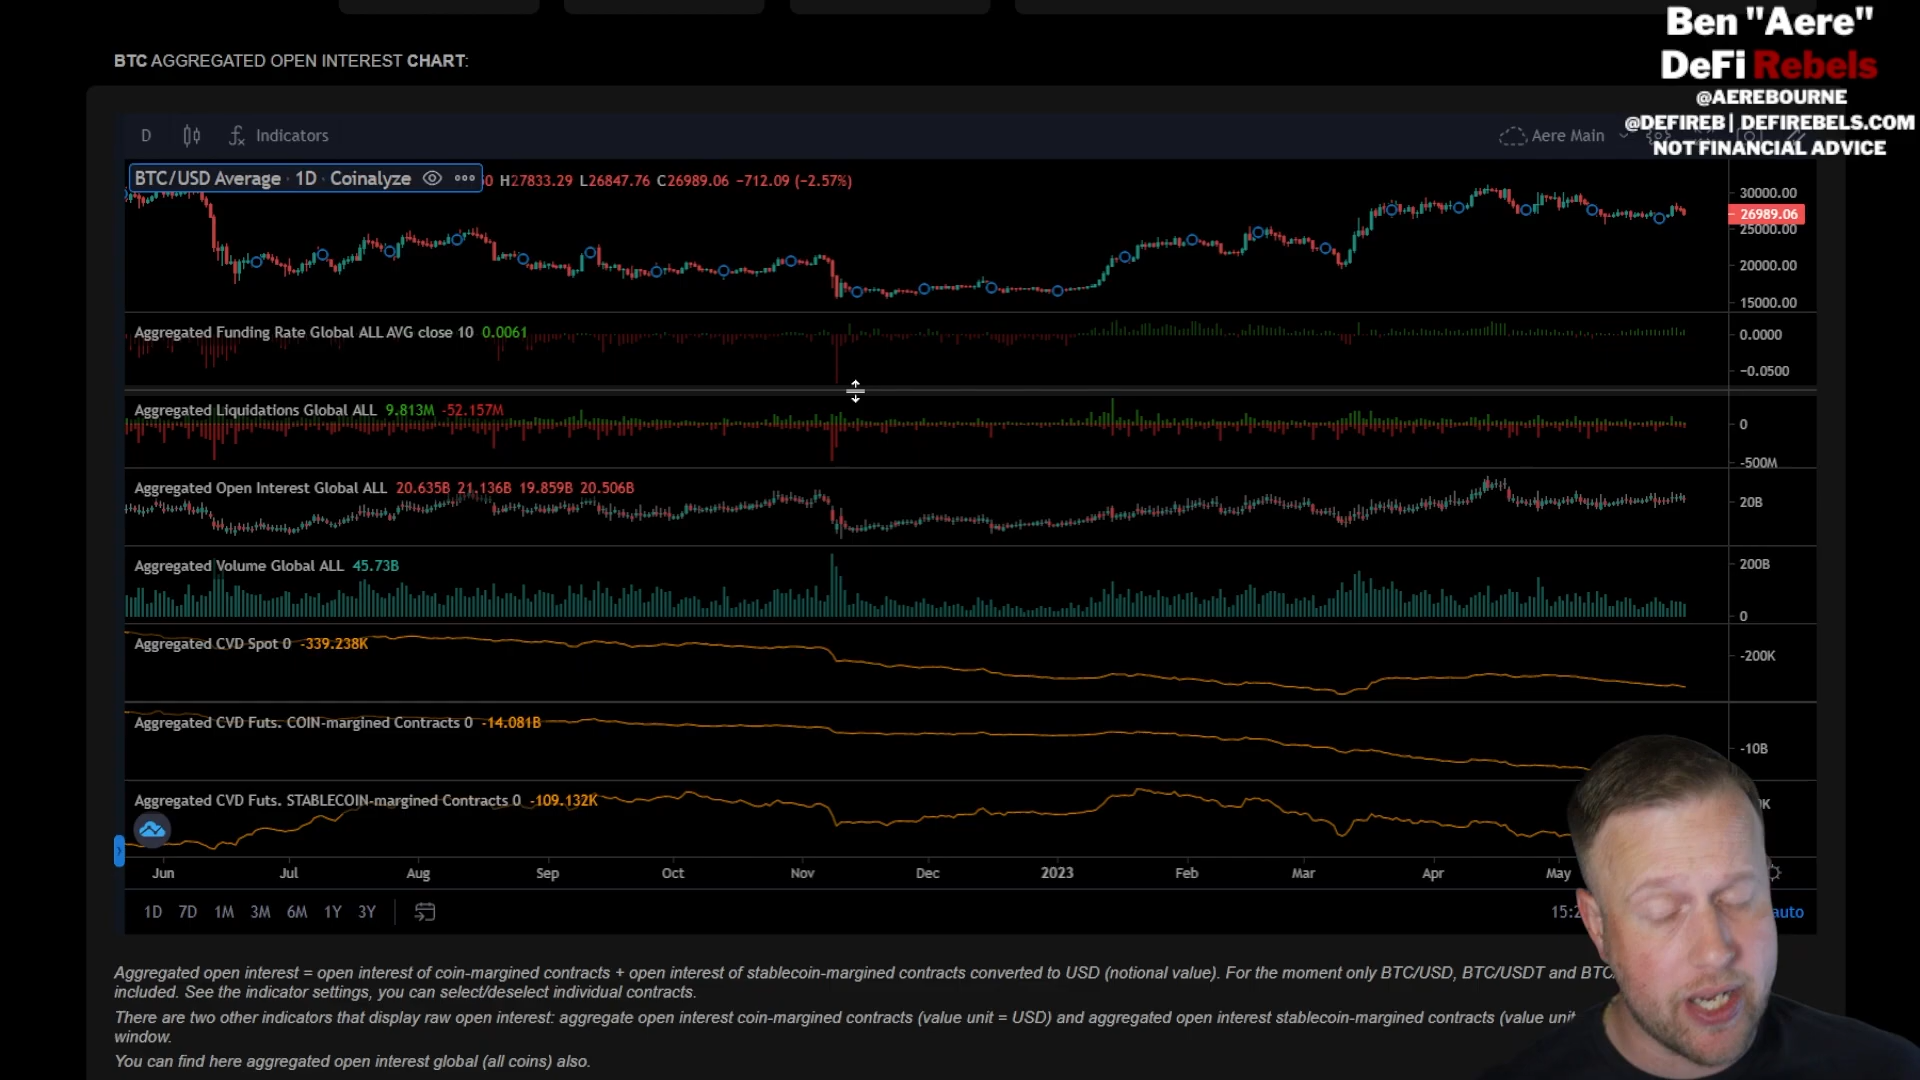 Ben "Aere"
DeFi Rebels
@AEREBOURNE
@DEFIREB | DEFIREBELS.COM
NOT FINANCIAL ADVICE
BTC AGGREGATED OPEN INTEREST CHART:
D
Indicators
Aere Main
BTC/USD Average · 1D · Coinalyze
H27833.29 L26847.76 C26989.06 −712.09 (−2.57%)
30000.00
26989.06
25000.00
20000.00
15000.00
Aggregated Funding Rate Global ALL AVG close 10 0.0061
0.0000
−0.0500
Aggregated Liquidations Global ALL 9.813M -52.157M
0
-500M
Aggregated Open Interest Global ALL 20.635B 21.136B 19.859B 20.506B
20B
Aggregated Volume Global ALL 45.73B
200B
0
Aggregated CVD Spot 0 -339.238K
-200K
Aggregated CVD Futs. COIN-margined Contracts 0 -14.081B
-10B
Aggregated CVD Futs. STABLECOIN-margined Contracts 0 -109.132K
Jun Jul Aug Sep Oct Nov Dec 2023 Feb Mar Apr May
1D 7D 1M 3M 6M 1Y 3Y
auto
Aggregated open interest = open interest of coin-margined contracts + open interest of stablecoin-margined contracts converted to USD (notional value). For the moment only BTC/USD, BTC/USDT and
included. See the indicator settings, you can select/deselect individual contracts.
There are two other indicators that display raw open interest: aggregate open interest coin-margined contracts (value unit = USD) and aggregated open interest stablecoin-margined contracts (value unit
window.
You can find here aggregated open interest global (all coins) also.